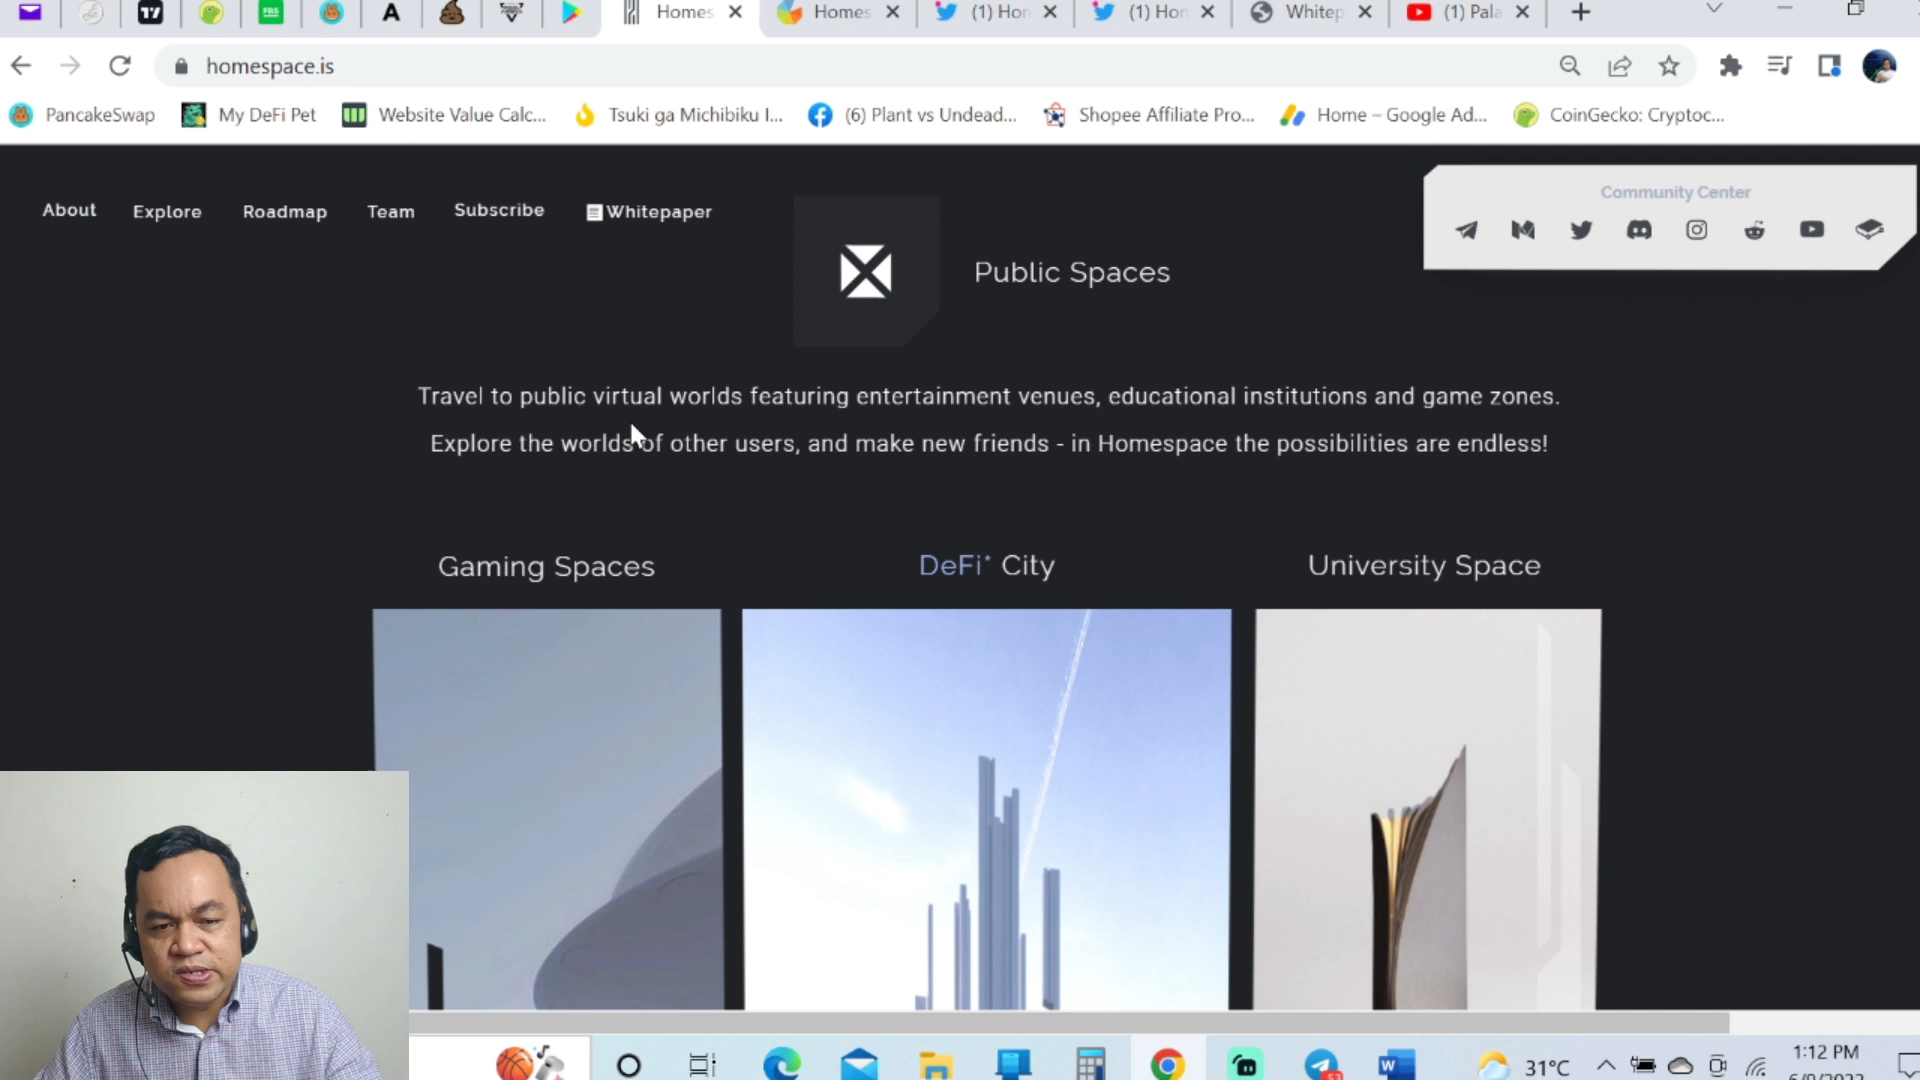 Homes
Homes
(1) Hon
(1) Hon
Whitep
(1) Pala
homespace.is
PancakeSwap
My DeFi Pet
Website Value Calc...
Tsuki ga Michibiku I...
(6) Plant vs Undead...
Shopee Affiliate Pro...
Home – Google Ad...
CoinGecko: Cryptoc...
About
Explore
Roadmap
Team
Subscribe
Whitepaper
Community Center
Public Spaces
Travel to public virtual worlds featuring entertainment venues, educational institutions and game zones.
Explore the worlds of other users, and make new friends - in Homespace the possibilities are endless!
Gaming Spaces
DeFi* City
University Space
31°C
1:12 PM